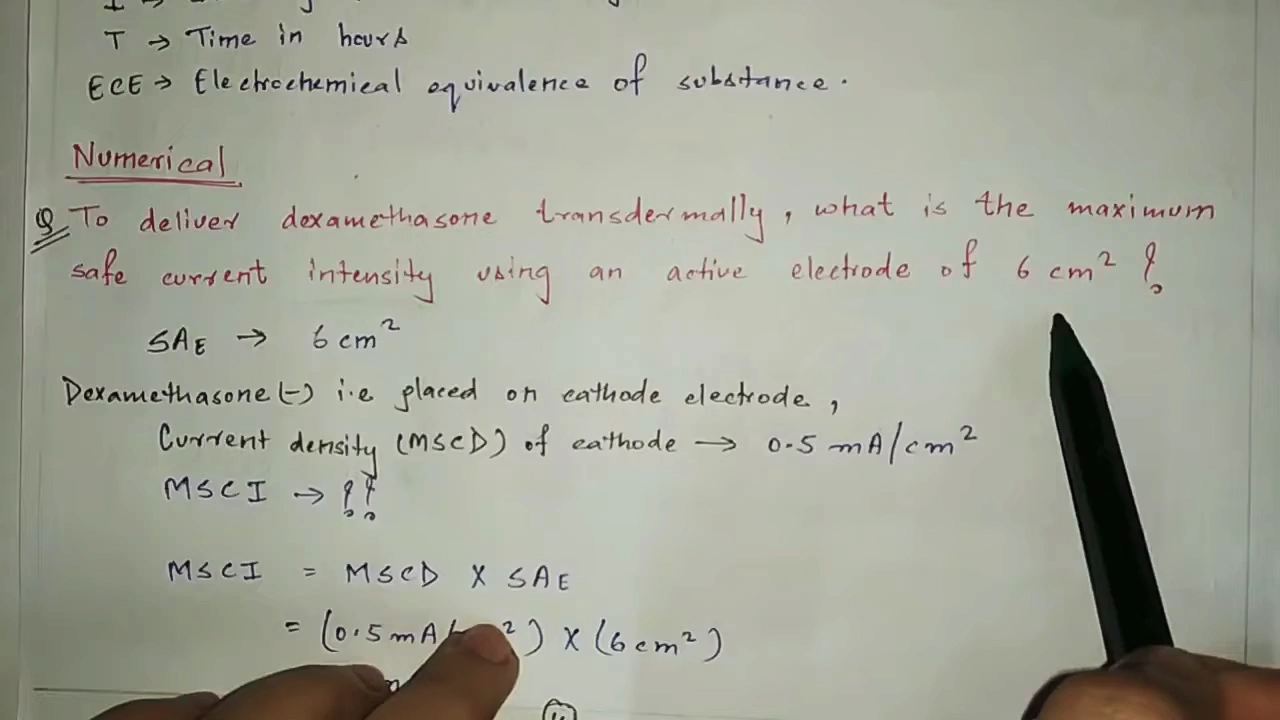 T → Time in hours
ECE → Electrochemical equivalence of substance.
Numerical
Q To deliver dexamethasone transdermally, what is the maximum
safe current intensity using an active electrode of 6 cm² ?
SAE → 6 cm²
Dexamethasone (-) i.e placed on cathode electrode,
Current density (MSCD) of cathode → 0.5 mA/cm²
MSCI → ??
MSCI = MSCD X SAE
= (0.5 mA/ ²) X (6 cm²)